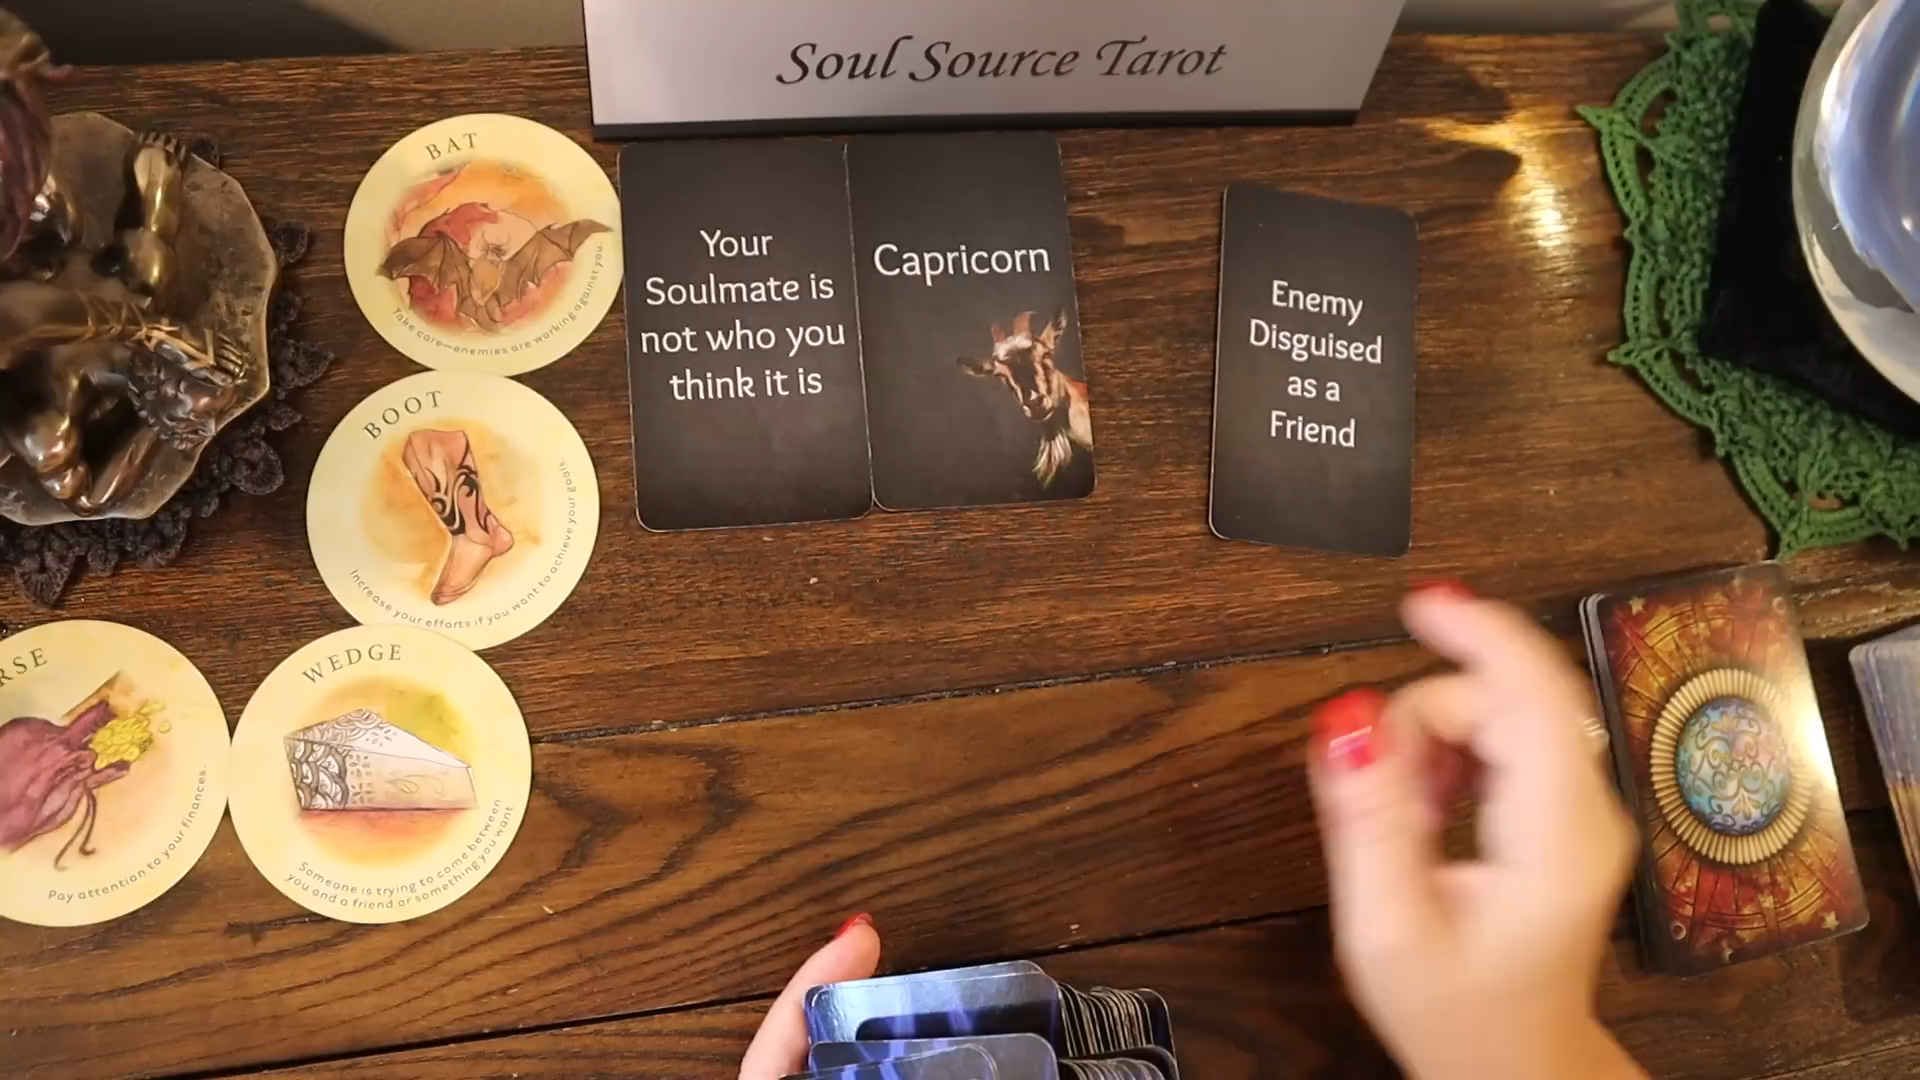 Soul Source Tarot
BAT
Take care—enemies are working against you.
Your
Soulmate is
not who you
think it is
Capricorn
Enemy
Disguised
as a
Friend
BOOT
Increase your efforts if you want to achieve your goals
RSE
Pay attention to your finances.
WEDGE
Someone is trying to come between
you and a friend or something you want